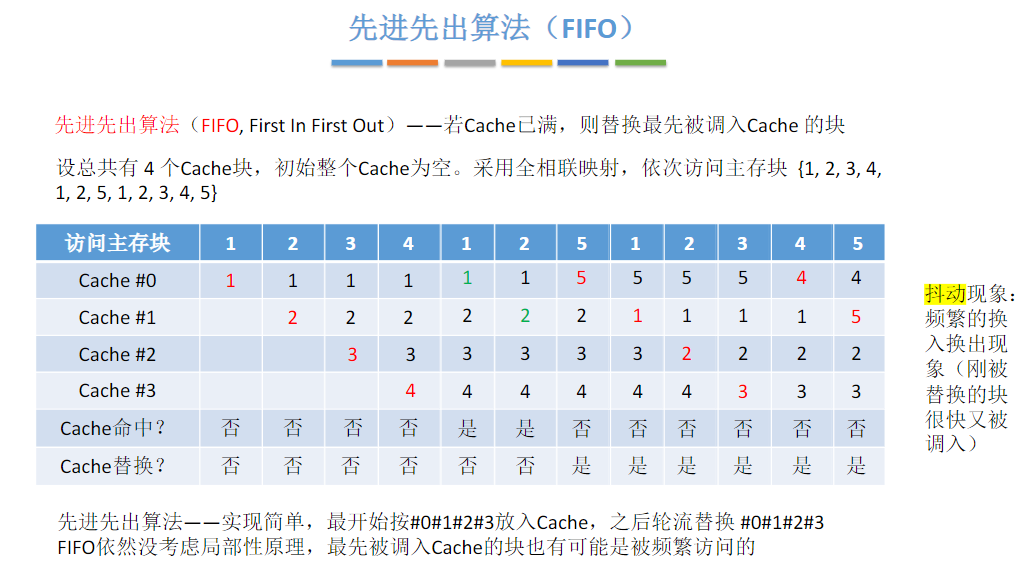 先进先出算法（FIFO）
先进先出算法（FIFO, First In First Out）——若Cache已满，则替换最先被调入Cache 的块
设总共有 4 个Cache块，初始整个Cache为空。采用全相联映射，依次访问主存块 {1, 2, 3, 4,
1, 2, 5, 1, 2, 3, 4, 5}
访问主存块 1 2 3 4 1 2 5 1 2 3 4 5
Cache #0 1 1 1 1 1 1 5 5 5 5 4 4
Cache #1 2 2 2 2 2 2 1 1 1 1 5
Cache #2 3 3 3 3 3 3 2 2 2 2
Cache #3 4 4 4 4 4 4 3 3 3
Cache命中？ 否 否 否 否 是 是 否 否 否 否 否 否
Cache替换？ 否 否 否 否 否 否 是 是 是 是 是 是
抖动现象：
频繁的换
入换出现
象（刚被
替换的块
很快又被
调入）
先进先出算法——实现简单，最开始按#0#1#2#3放入Cache，之后轮流替换 #0#1#2#3
FIFO依然没考虑局部性原理，最先被调入Cache的块也有可能是被频繁访问的